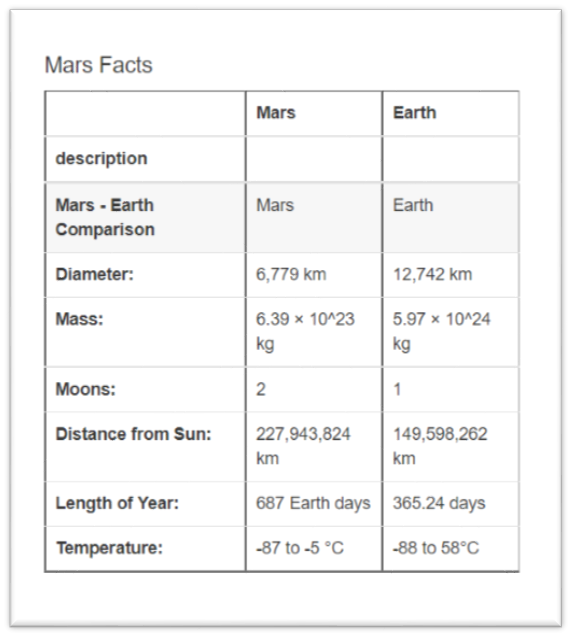 Mars Facts
Mars Earth
description
Mars - Earth Mars Earth
Comparison
Diameter: 6,779 km 12,742 km
Mass: 6.39 × 10^23 5.97 × 10^24
kg kg
Moons: 2 1
Distance from Sun: 227,943,824 149,598,262
km km
Length of Year: 687 Earth days 365.24 days
Temperature: -87 to -5 °C -88 to 58°C